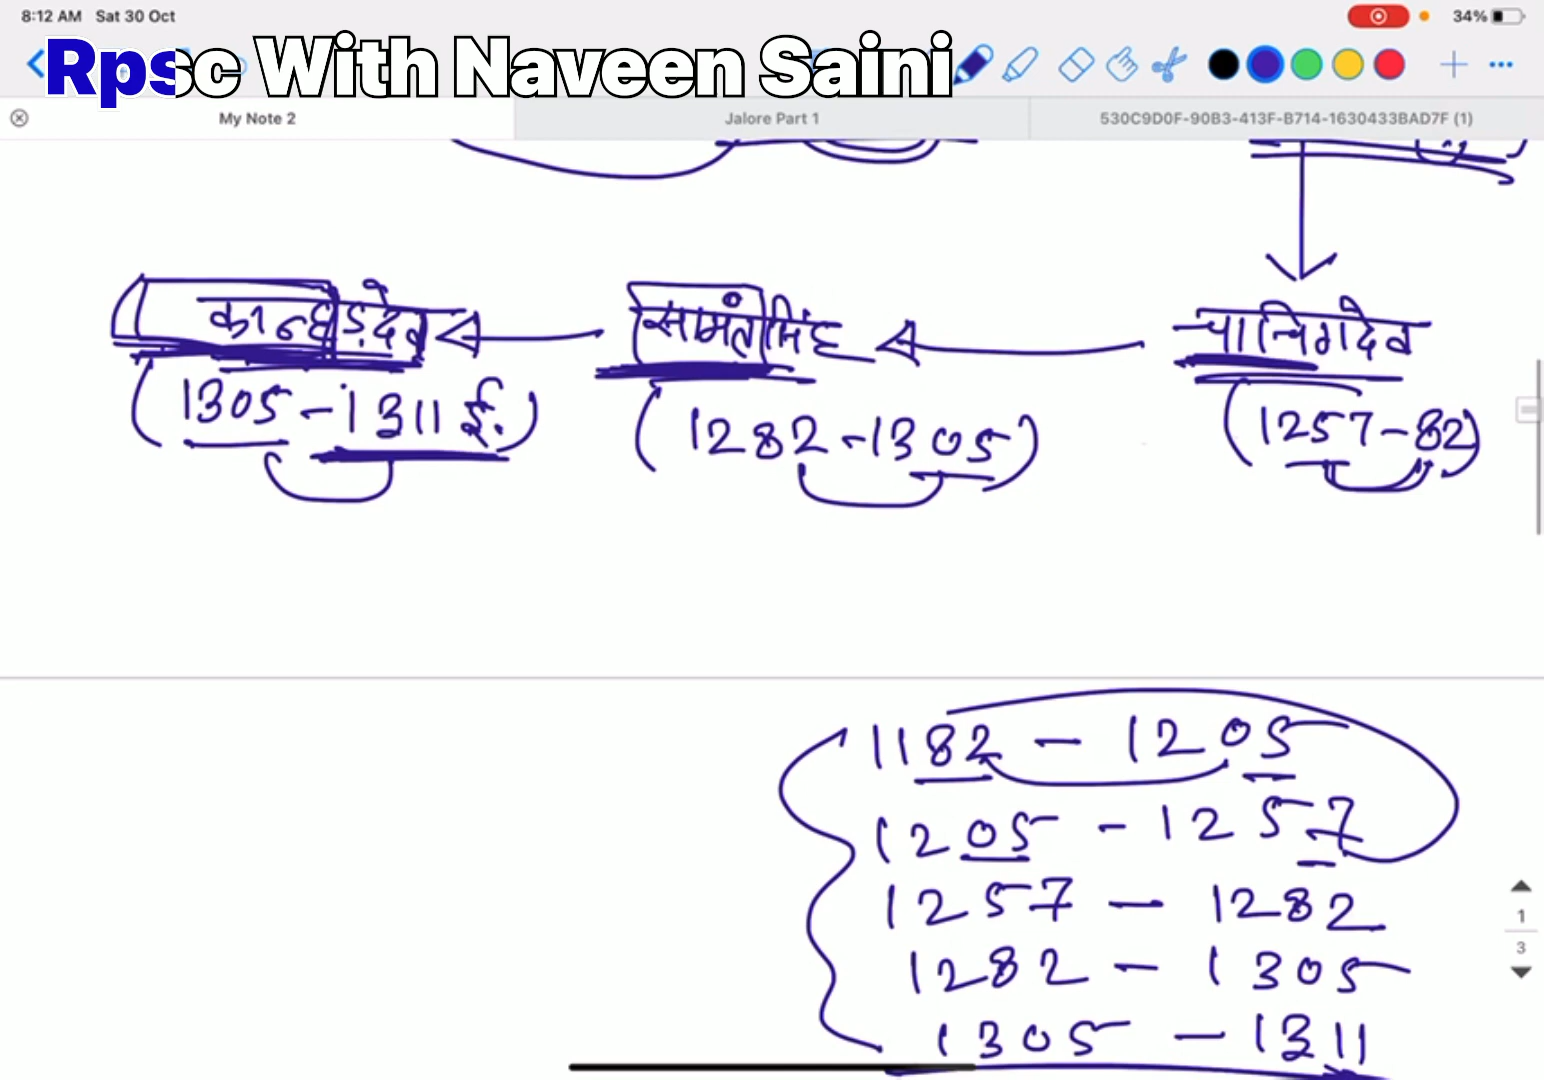 8:12 AM Sat 30 Oct 34%
Rpsc With Naveen Saini
My Note 2 Jalore Part 1 530C9D0F-90B3-413F-B714-1630433BAD7F (1)
कान्हड़देव सामंतसिंह चाचिगदेव
(1305-1311 ई.) (1282-1305) (1257-82)
1182 - 1205
1205 - 1257
1257 - 1282
1282 - 1305
1305 - 1311
1
3